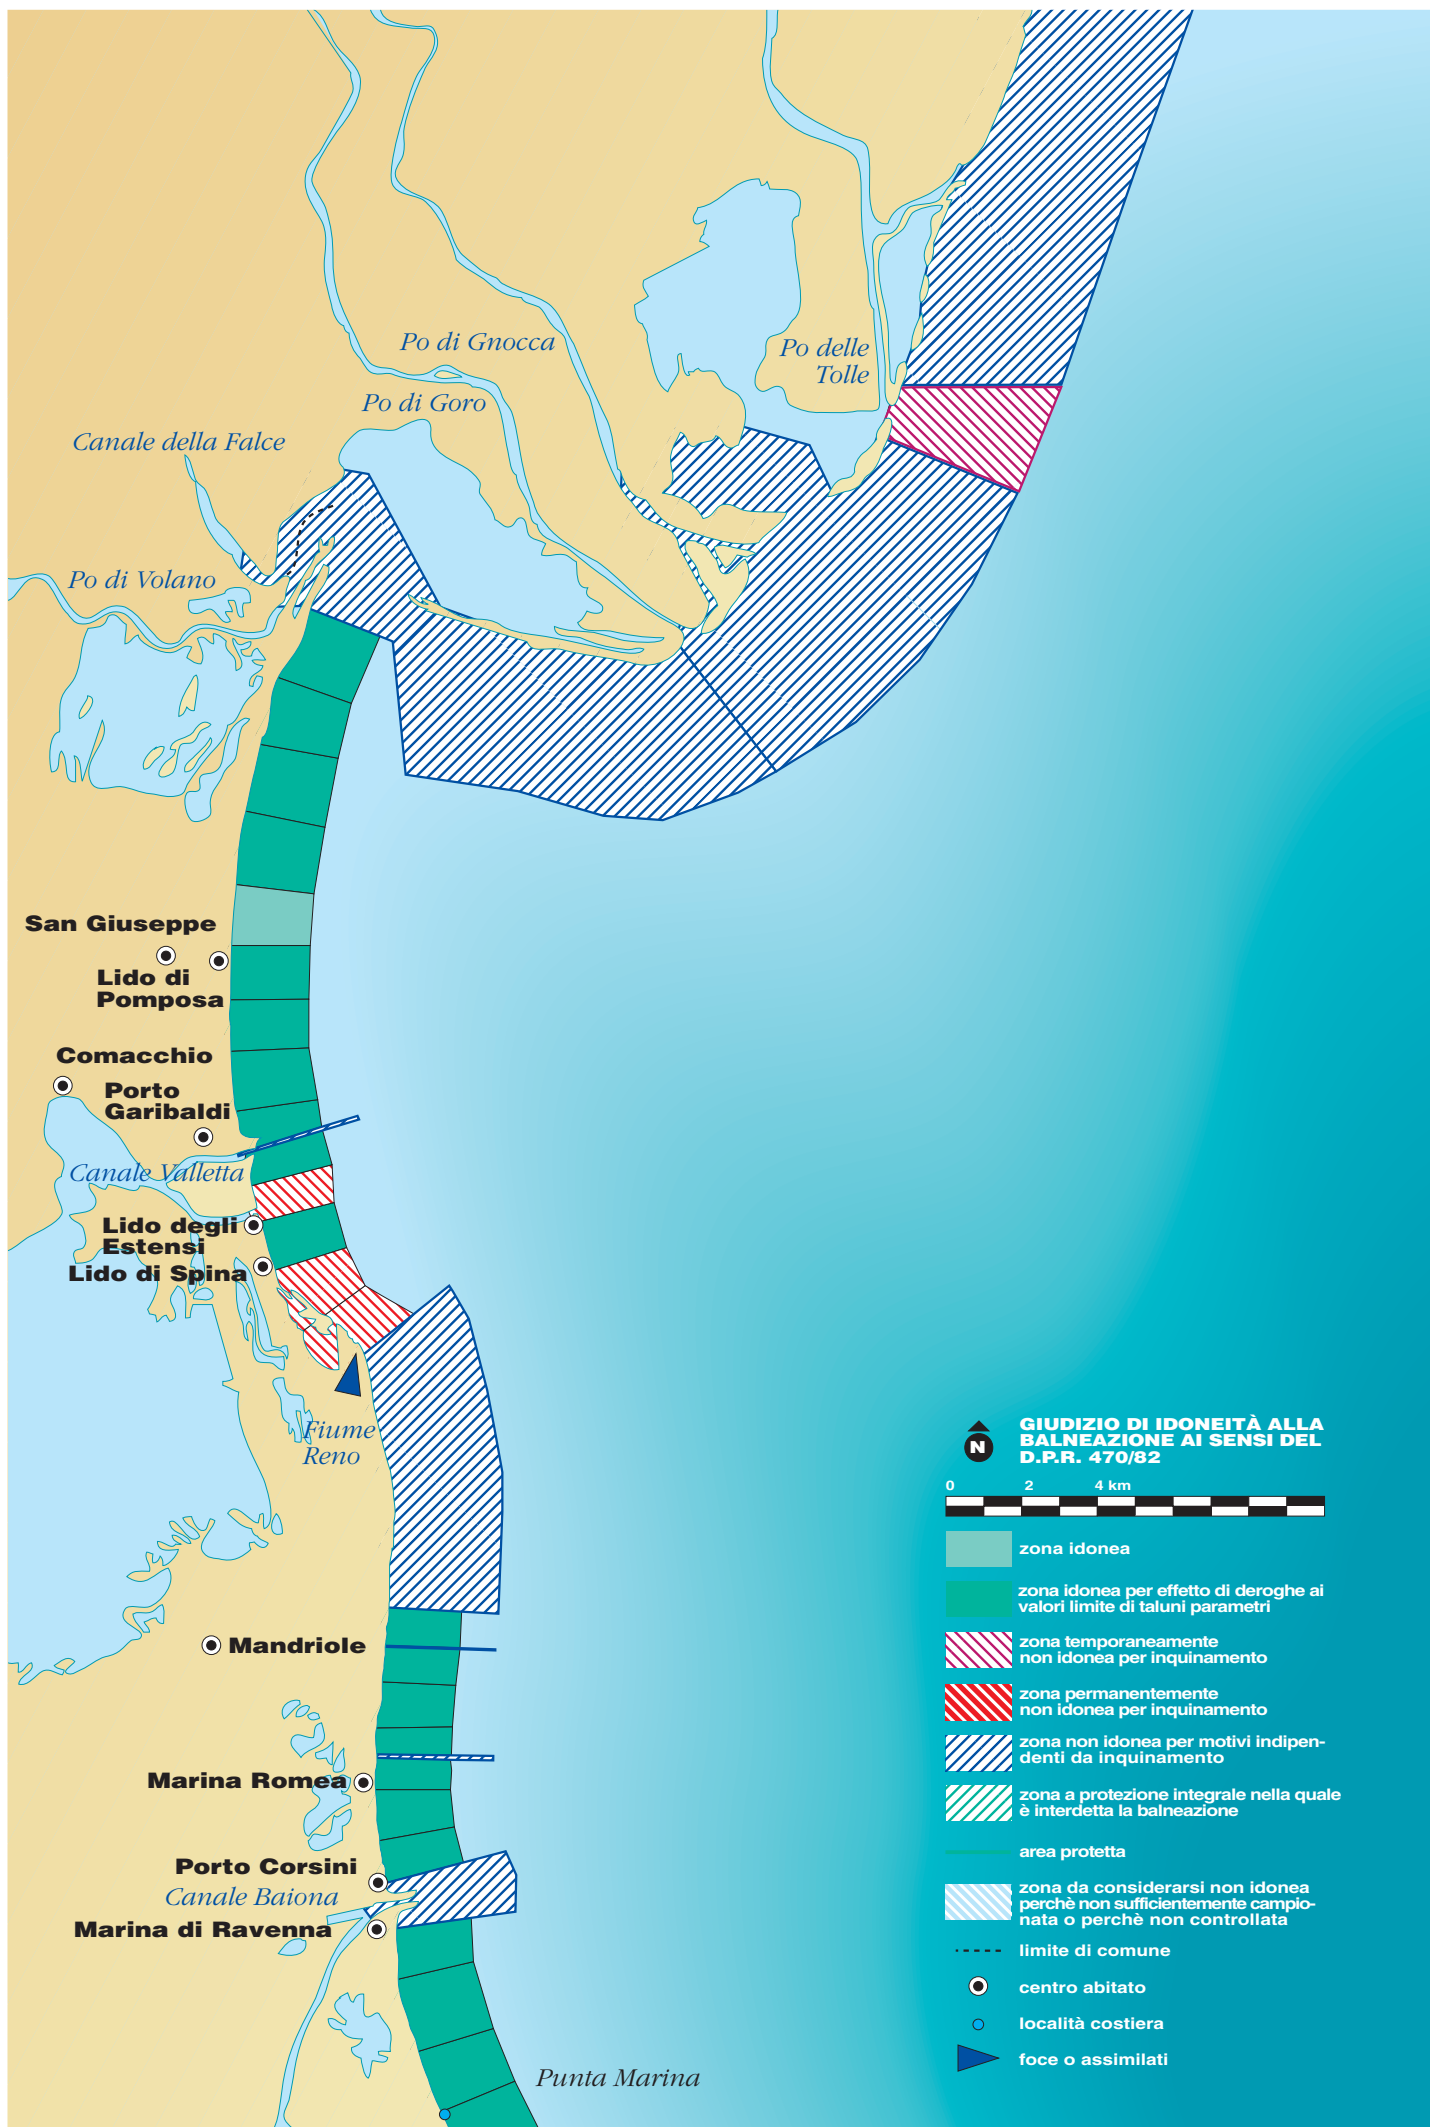 Po di Gnocca
Po delle
Tolle
Po di Goro
Canale della Falce
Po di Volano
San Giuseppe
Lido di
Pomposa
Comacchio
Porto
Garibaldi
Canale Valletta
Lido degli
Estensi
Lido di Spina
Fiume
Reno
Mandriole
Marina Romea
Porto Corsini
Canale Baiona
Marina di Ravenna
Punta Marina
N
GIUDIZIO DI IDONEITÀ ALLA
BALNEAZIONE AI SENSI DEL
D.P.R. 470/82
0 2 4 km
zona idonea
zona idonea per effetto di deroghe ai
valori limite di taluni parametri
zona temporaneamente
non idonea per inquinamento
zona permanentemente
non idonea per inquinamento
zona non idonea per motivi indipen-
denti da inquinamento
zona a protezione integrale nella quale
è interdetta la balneazione
area protetta
zona da considerarsi non idonea
perchè non sufficientemente campio-
nata o perchè non controllata
limite di comune
centro abitato
località costiera
foce o assimilati